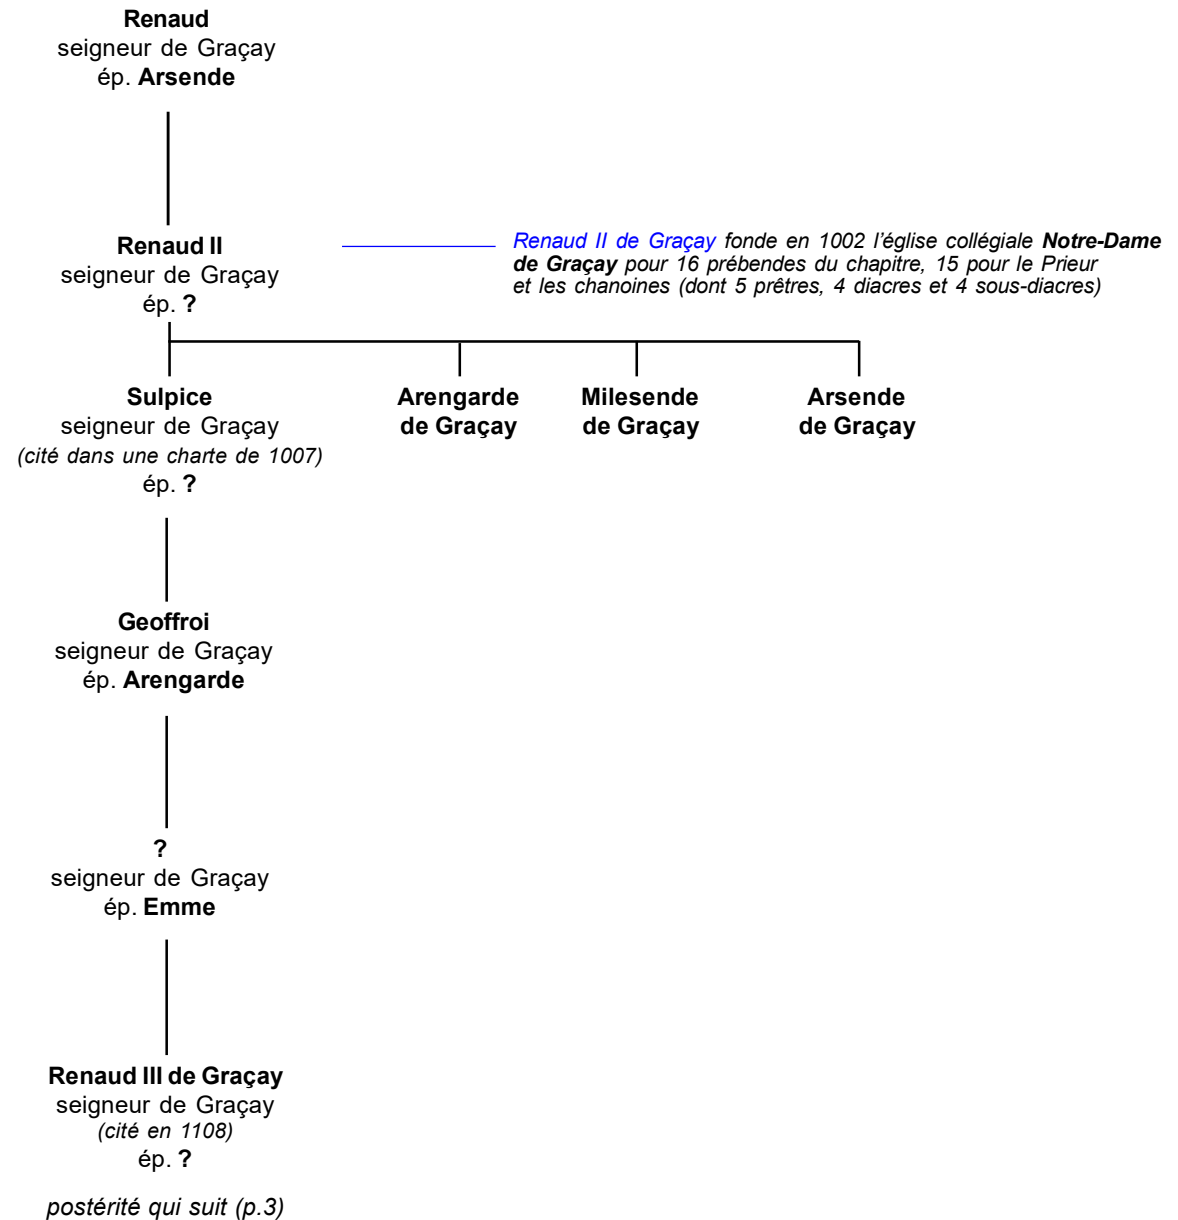 Renaud
seigneur de Graçay
ép. Arsende
Renaud II
seigneur de Graçay
ép. ?
Renaud II de Graçay fonde en 1002 l’église collégiale Notre-Dame
de Graçay pour 16 prébendes du chapitre, 15 pour le Prieur
et les chanoines (dont 5 prêtres, 4 diacres et 4 sous-diacres)
Sulpice
seigneur de Graçay
(cité dans une charte de 1007)
ép. ?
Arengarde
de Graçay
Milesende
de Graçay
Arsende
de Graçay
Geoffroi
seigneur de Graçay
ép. Arengarde
?
seigneur de Graçay
ép. Emme
Renaud III de Graçay
seigneur de Graçay
(cité en 1108)
ép. ?
postérité qui suit (p.3)